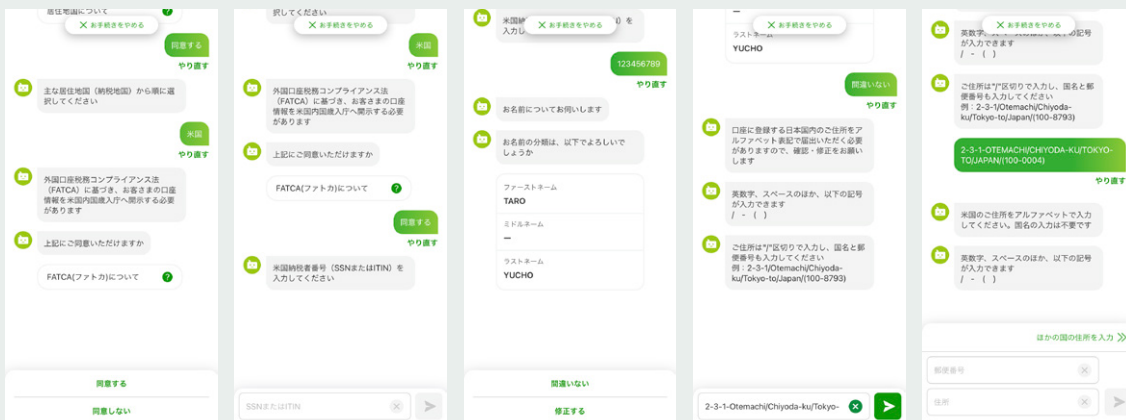 居住地国について
× お手続きをやめる
同意する
やり直す
主な居住地国（納税地国）から順に選
択してください
米国
やり直す
外国口座税務コンプライアンス法
（FATCA）に基づき、お客さまの口座
情報を米国内国歳入庁へ開示する必要
があります
上記にご同意いただけますか
FATCA(ファトカ)について
?
同意する
同意しない
択してください
× お手続きをやめる
米国
やり直す
外国口座税務コンプライアンス法
（FATCA）に基づき、お客さまの口座
情報を米国内国歳入庁へ開示する必要
があります
上記にご同意いただけますか
FATCA(ファトカ)について
?
同意する
やり直す
米国納税者番号（SSNまたはITIN）を
入力してください
SSNまたはITIN
× お手続きをやめる
123456789
やり直す
お名前についてお伺いします
お名前の分類は、以下でよろしいで
しょうか
ファーストネーム
TARO
ミドルネーム
ー
ラストネーム
YUCHO
間違いない
修正する
ー
× お手続きをやめる
ラストネーム
YUCHO
間違いない
やり直す
口座に登録する日本国内のご住所をア
ルファベット表記で届出いただく必要
がありますので、確認・修正をお願い
します
英数字、スペースのほか、以下の記号
が入力できます
/ - ( )
ご住所は"/"区切りで入力し、国名と郵
便番号も入力してください
例：2-3-1/Otemachi/Chiyoda-
ku/Tokyo-to/Japan/(100-8793)
2-3-1-Otemachi/Chiyoda-ku/Tokyo-
× お手続きをやめる
英数字、スペースのほか、以下の記号
が入力できます
/ - ( )
ご住所は"/"区切りで入力し、国名と郵
便番号も入力してください
例：2-3-1/Otemachi/Chiyoda-
ku/Tokyo-to/Japan/(100-8793)
2-3-1-OTEMACHI/CHIYODA-KU/TOKYO-
TO/JAPAN/(100-0004)
やり直す
米国のご住所をアルファベットで入力
してください。国名の入力は不要です
英数字、スペースのほか、以下の記号
が入力できます
/ - ( )
ほかの国の住所を入力
郵便番号
住所